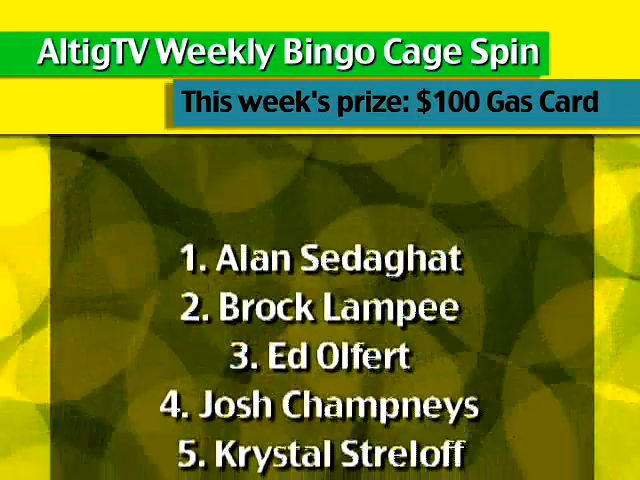 AltigTV Weekly Bingo Cage Spin
This week's prize: $100 Gas Card
1. Alan Sedaghat
2. Brock Lampee
3. Ed Olfert
4. Josh Champneys
5. Krystal Streloff